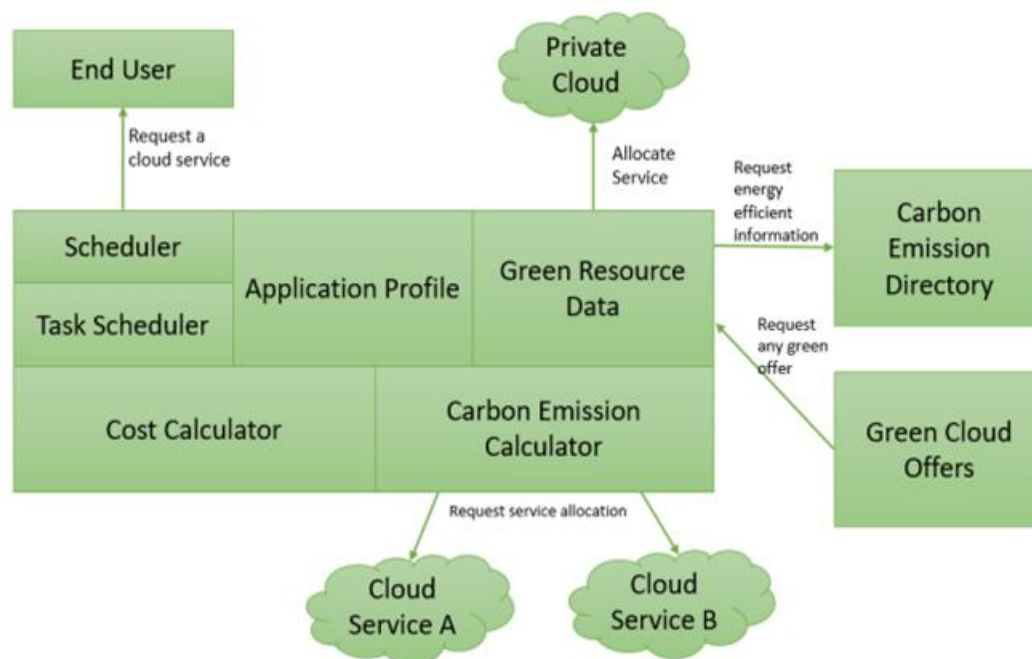 End User
Private
Cloud
Request a
cloud service
Allocate
Service
Request
energy
efficient
information
Carbon
Emission
Directory
Scheduler
Task Scheduler
Application Profile
Green Resource
Data
Request
any green
offer
Cost Calculator
Carbon Emission
Calculator
Green Cloud
Offers
Request service allocation
Cloud
Service A
Cloud
Service B